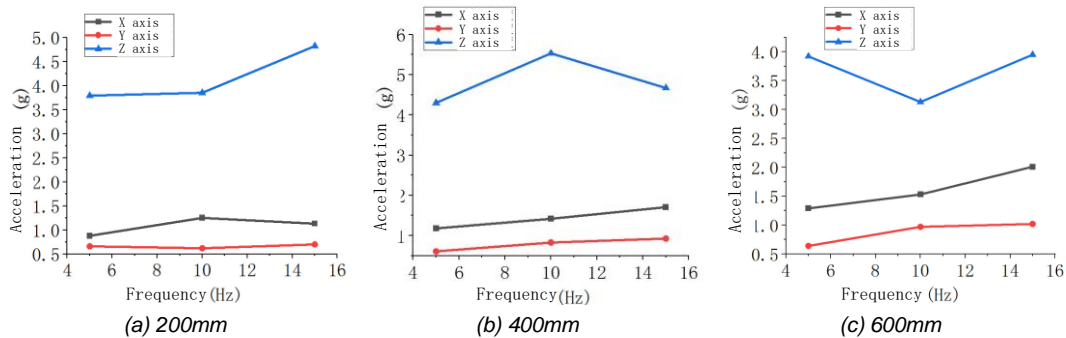 X axis
Y axis
Z axis
5.0
4.5
4.0
3.5
3.0
2.5
2.0
1.5
1.0
0.5
Acceleration (g)
4 6 8 10 12 14 16
Frequency(Hz)
(a) 200mm
X axis
Y axis
Z axis
6
5
4
3
2
1
Acceleration (g)
4 6 8 10 12 14 16
Frequency(Hz)
(b) 400mm
X axis
Y axis
Z axis
4.0
3.5
3.0
2.5
2.0
1.5
1.0
0.5
Acceleration (g)
4 6 8 10 12 14 16
Frequency(Hz)
(c) 600mm